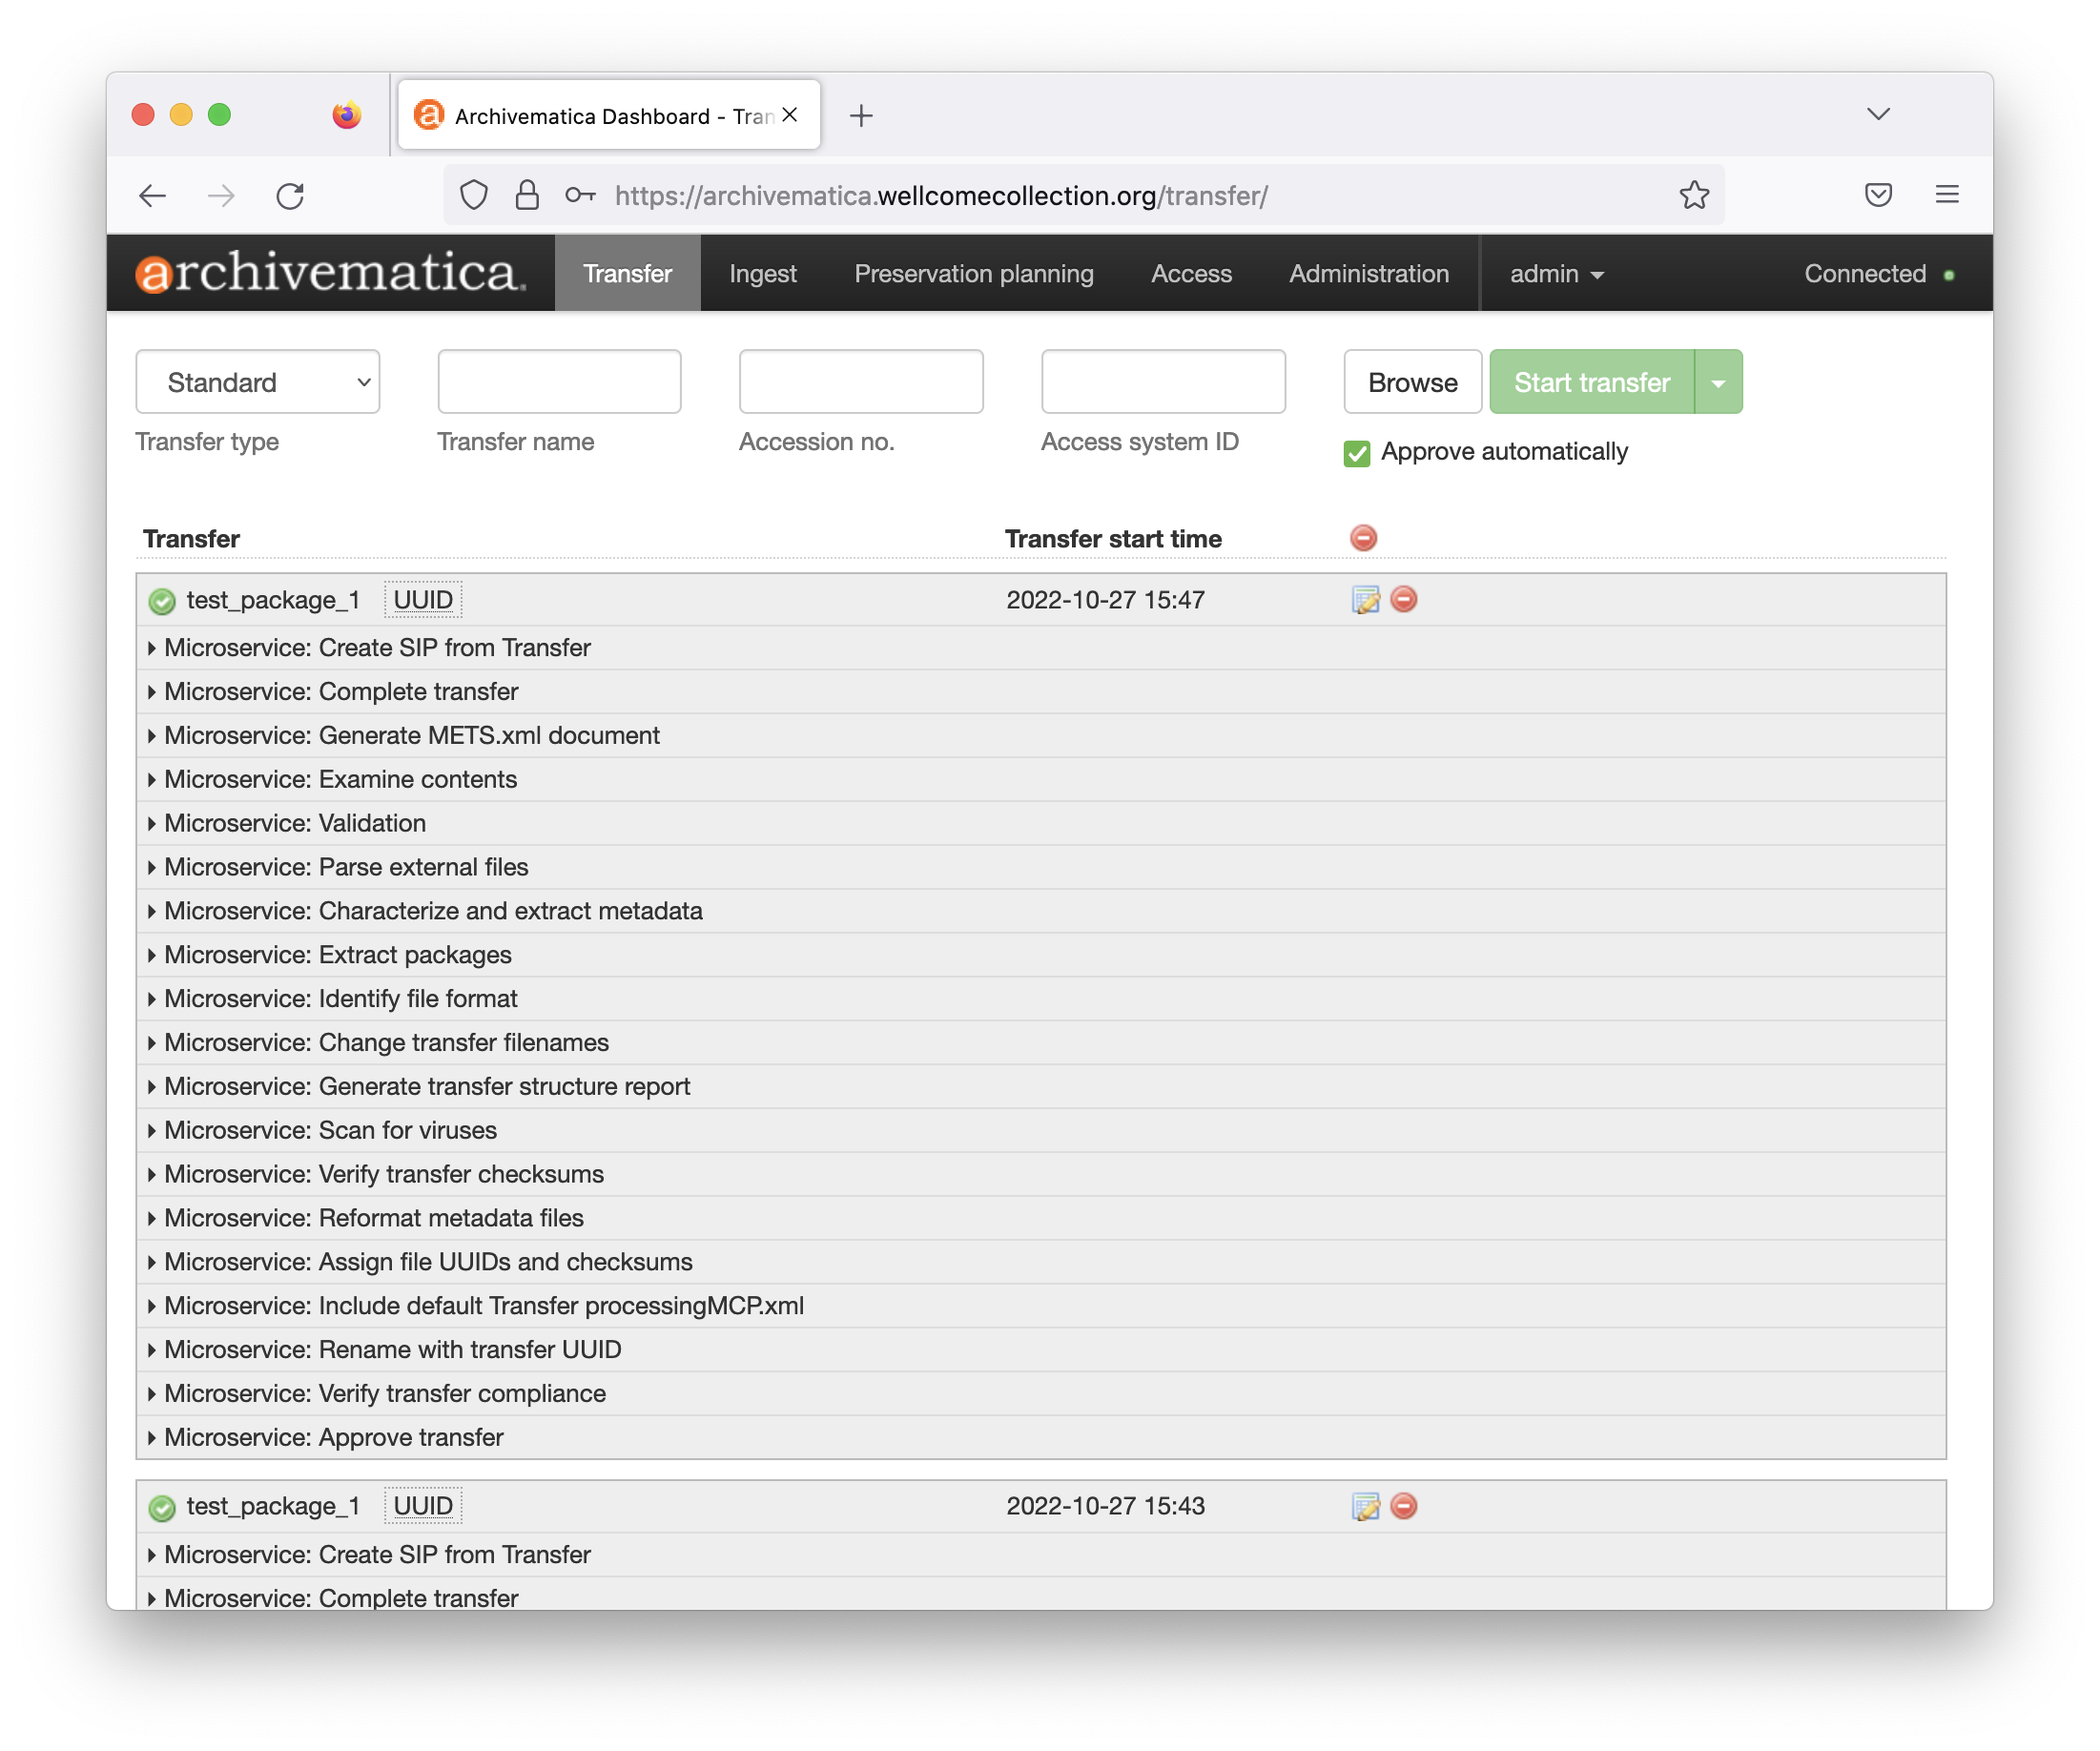 Archivematica Dashboard - Tran
https://archivematica.wellcomecollection.org/transfer/
archivematica. Transfer Ingest Preservation planning Access Administration admin Connected
Standard Browse Start transfer
Transfer type Transfer name Accession no. Access system ID Approve automatically
Transfer Transfer start time
test_package_1 UUID 2022-10-27 15:47
Microservice: Create SIP from Transfer
Microservice: Complete transfer
Microservice: Generate METS.xml document
Microservice: Examine contents
Microservice: Validation
Microservice: Parse external files
Microservice: Characterize and extract metadata
Microservice: Extract packages
Microservice: Identify file format
Microservice: Change transfer filenames
Microservice: Generate transfer structure report
Microservice: Scan for viruses
Microservice: Verify transfer checksums
Microservice: Reformat metadata files
Microservice: Assign file UUIDs and checksums
Microservice: Include default Transfer processingMCP.xml
Microservice: Rename with transfer UUID
Microservice: Verify transfer compliance
Microservice: Approve transfer
test_package_1 UUID 2022-10-27 15:43
Microservice: Create SIP from Transfer
Microservice: Complete transfer